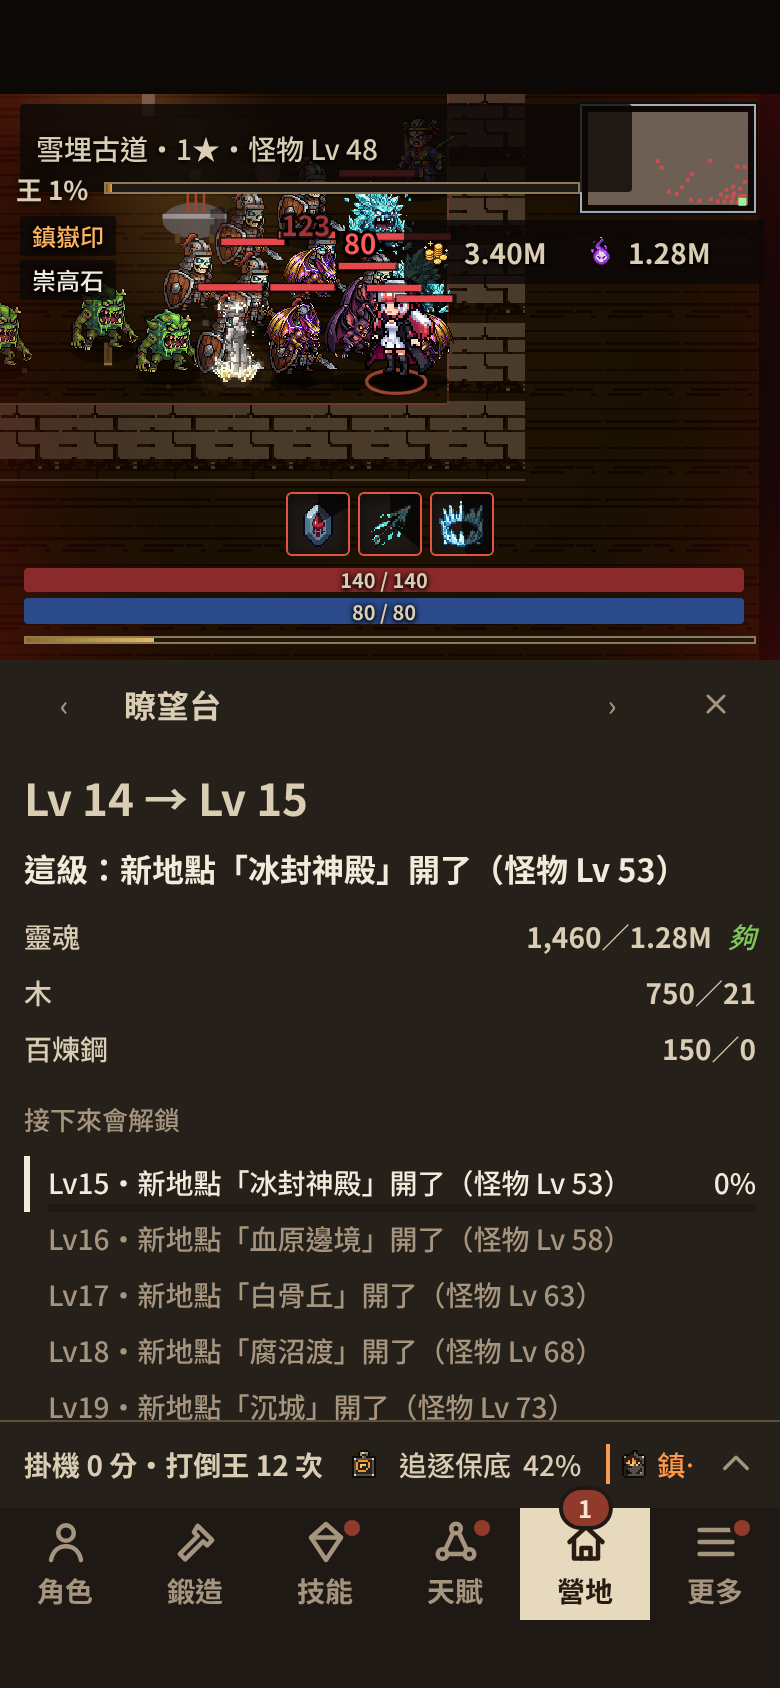 雪埋古道・1★・怪物 Lv 48
王 1%
鎮嶽印
崇高石
123
80
3.40M
1.28M
140 / 140
80 / 80
‹ 瞭望台 › ×
Lv 14 → Lv 15
這級：新地點「冰封神殿」開了（怪物 Lv 53）
靈魂 1,460／1.28M 夠
木 750／21
百煉鋼 150／0
接下來會解鎖
Lv15・新地點「冰封神殿」開了（怪物 Lv 53） 0%
Lv16・新地點「血原邊境」開了（怪物 Lv 58）
Lv17・新地點「白骨丘」開了（怪物 Lv 63）
Lv18・新地點「腐沼渡」開了（怪物 Lv 68）
Lv19・新地點「沉城」開了（怪物 Lv 73）
掛機 0 分・打倒王 12 次 追逐保底 42% 鎮·
1
角色 鍛造 技能 天賦 營地 更多